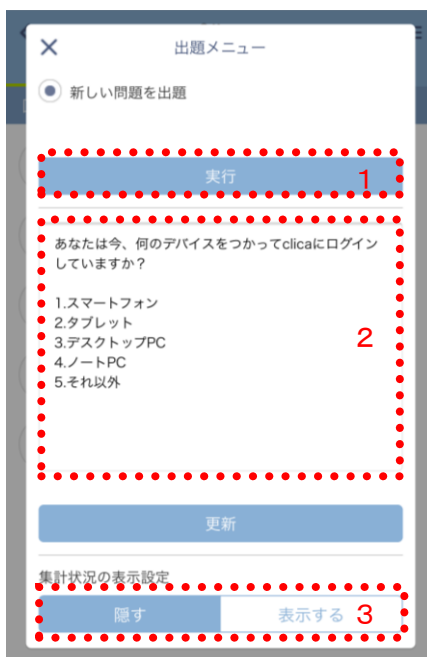 出題メニュー
新しい問題を出題
実行
1
あなたは今、何のデバイスをつかってclicaにログイン
していますか？
1.スマートフォン
2.タブレット
3.デスクトップPC
4.ノートPC
5.それ以外
2
更新
集計状況の表示設定
隠す 表示する 3